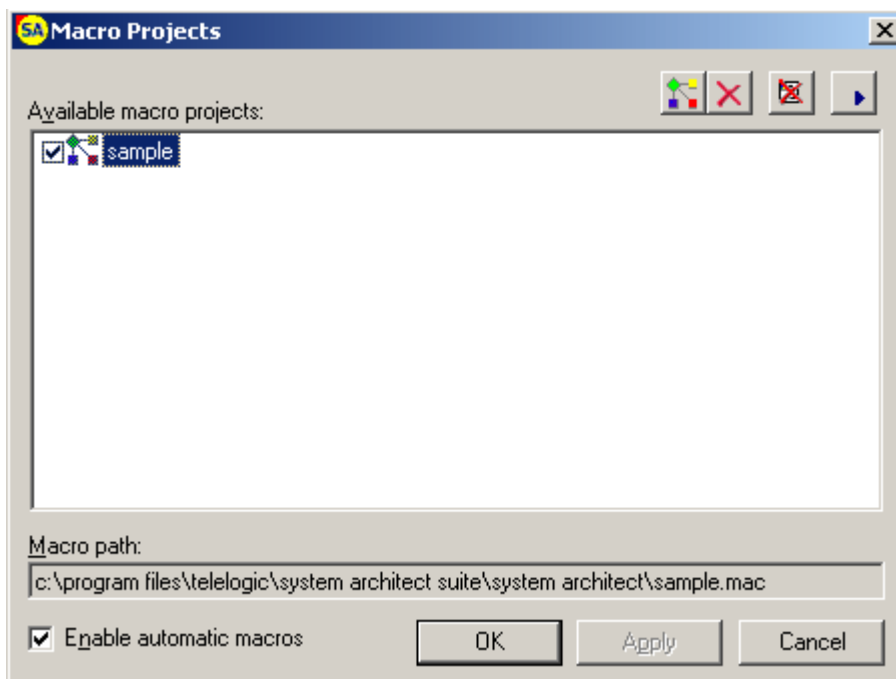 SA Macro Projects
Available macro projects:
sample
Macro path:
c:\program files\telelogic\system architect suite\system architect\sample.mac
Enable automatic macros
OK
Apply
Cancel